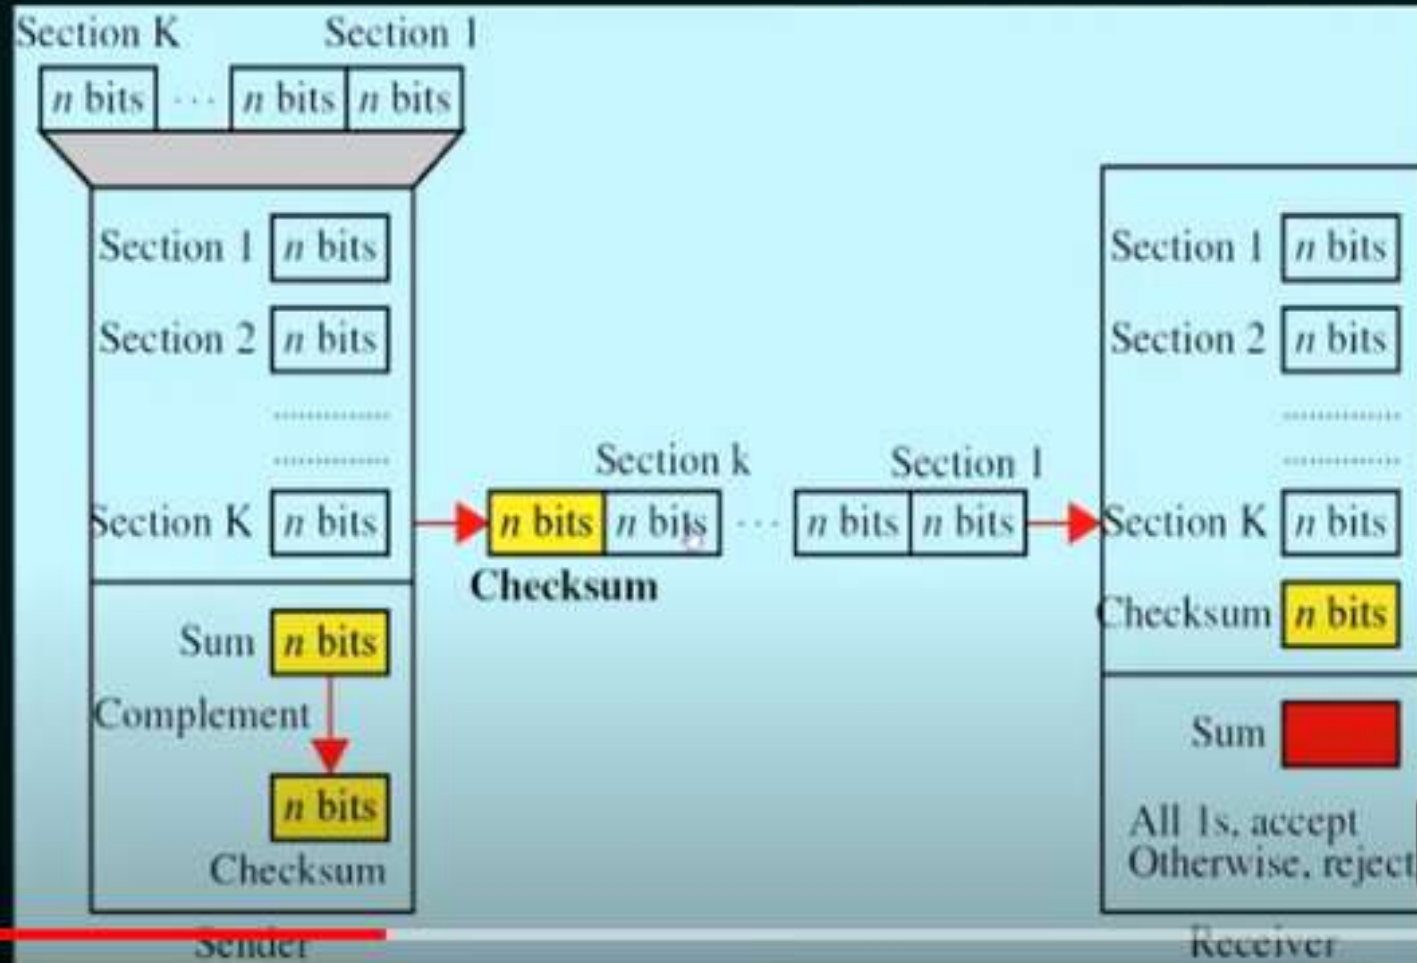 Section K Section 1
n bits ... n bits n bits
Section 1 n bits
Section 2 n bits
Section K n bits
Sum n bits
Complement
n bits
Checksum
Sender
Section k Section 1
n bits n bits ... n bits n bits
Checksum
Section 1 n bits
Section 2 n bits
Section K n bits
Checksum n bits
Sum
All 1s, accept
Otherwise, reject
Receiver